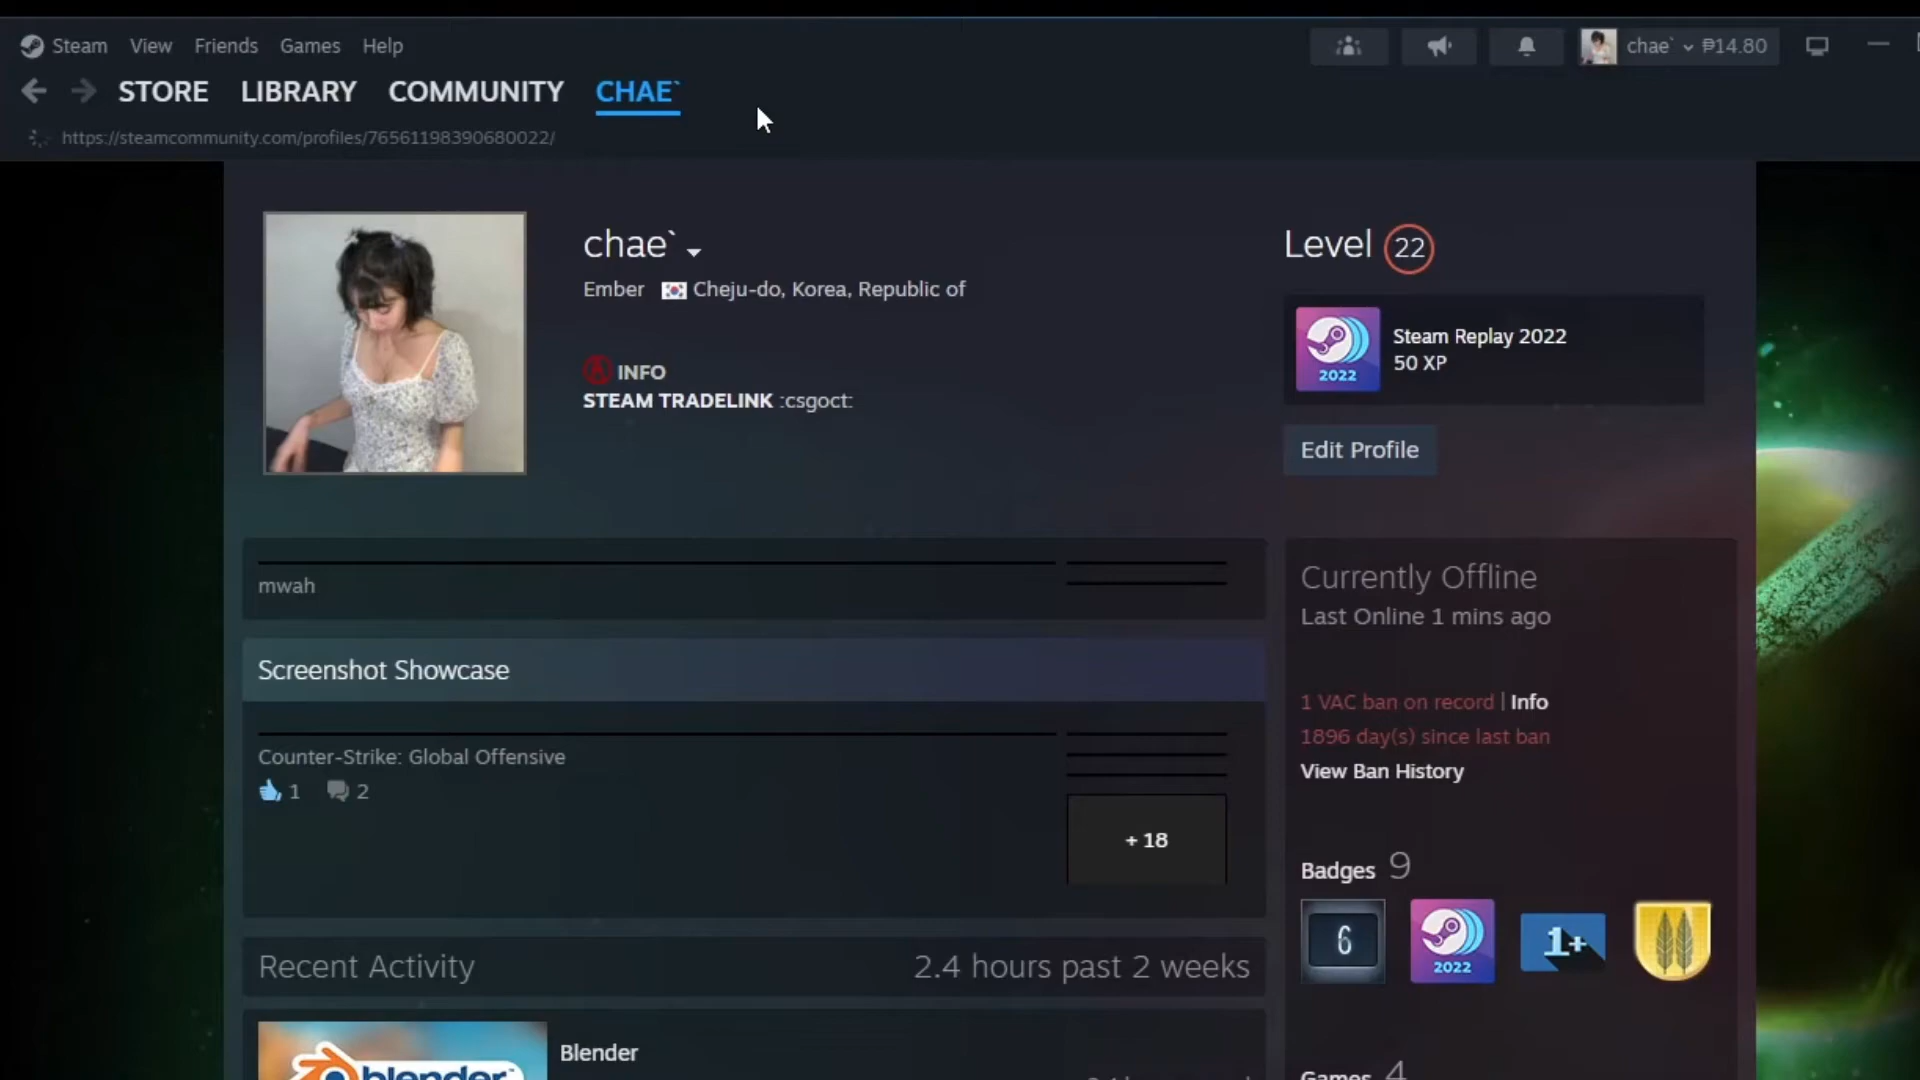 Steam View Friends Games Help
chae` ₱14.80
STORE LIBRARY COMMUNITY CHAE`
https://steamcommunity.com/profiles/76561198390680022/
chae`
Ember Cheju-do, Korea, Republic of
INFO
STEAM TRADELINK :csgoct:
Level 22
2022
Steam Replay 2022
50 XP
Edit Profile
mwah
Screenshot Showcase
Counter-Strike: Global Offensive
1 2
+ 18
Currently Offline
Last Online 1 mins ago
1 VAC ban on record | Info
1896 day(s) since last ban
View Ban History
Badges 9
6
2022
1+
Recent Activity 2.4 hours past 2 weeks
blender
Blender
Games 4